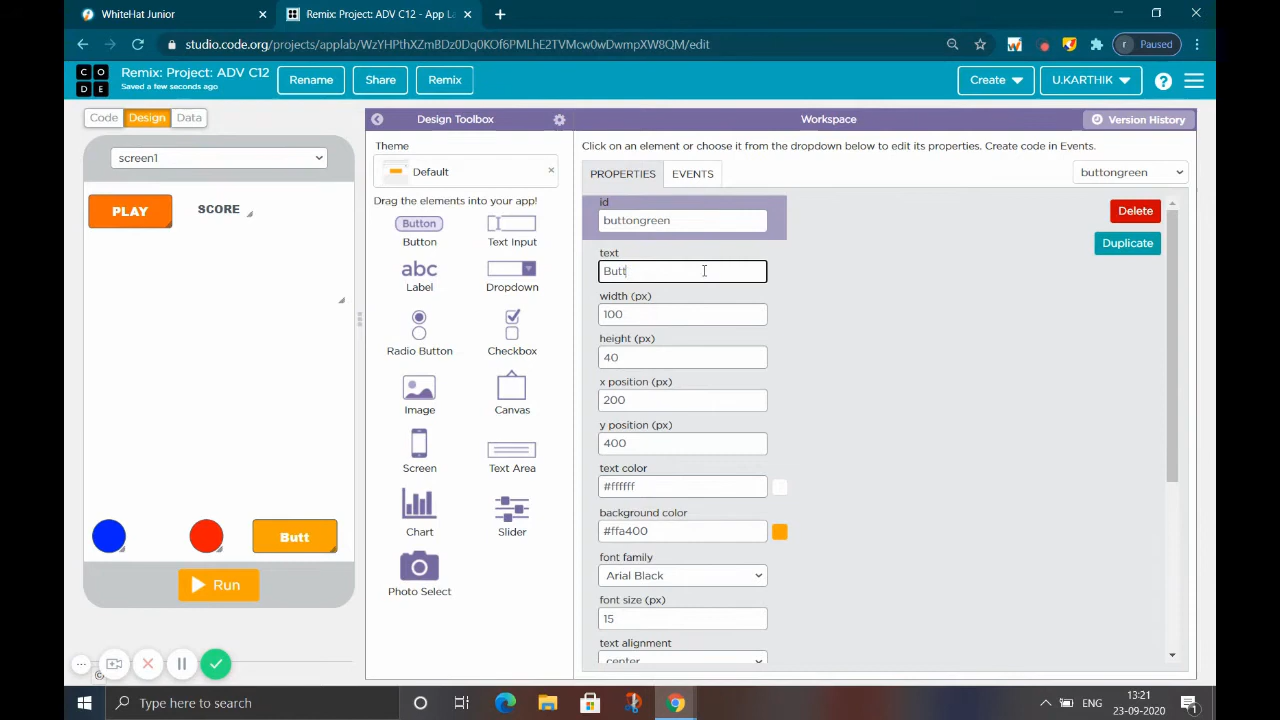 WhiteHat Junior
Remix: Project: ADV C12 - App La
studio.code.org/projects/applab/WzYHPthXZmBDz0Dq0KOf6PMLhE2TVMcw0wDwmpXW8QM/edit
r Paused
CODE
Remix: Project: ADV C12
Saved a few seconds ago
Rename
Share
Remix
Create
U.KARTHIK
?
Code
Design
Data
Design Toolbox
Workspace
Version History
screen1
Theme
Default
Click on an element or choose it from the dropdown below to edit its properties. Create code in Events.
PROPERTIES
EVENTS
buttongreen
Drag the elements into your app!
PLAY
SCORE
Button
Button
Text Input
abc
Label
Dropdown
Radio Button
Checkbox
Image
Canvas
Screen
Text Area
Chart
Slider
Photo Select
id
buttongreen
Delete
Duplicate
text
Butt
width (px)
100
height (px)
40
x position (px)
200
y position (px)
400
text color
#ffffff
background color
#ffa400
font family
Arial Black
font size (px)
15
text alignment
center
Butt
Run
Type here to search
ENG
13:21
23-09-2020
1